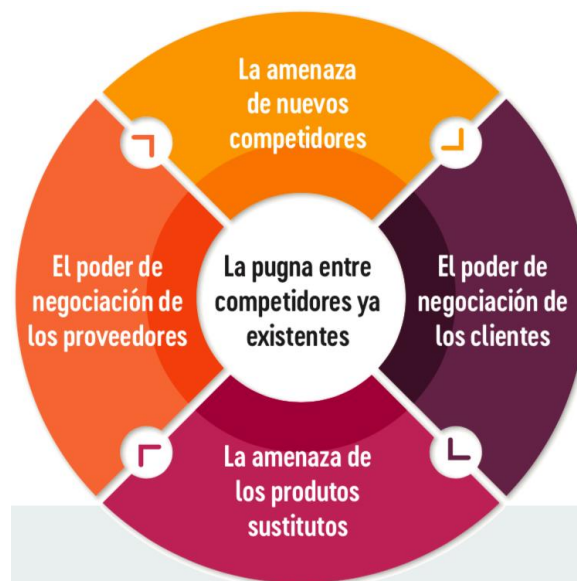 La amenaza
de nuevos
competidores
El poder de
negociación de
los proveedores
La pugna entre
competidores ya
existentes
El poder de
negociación de
los clientes
La amenaza de
los produtos
sustitutos